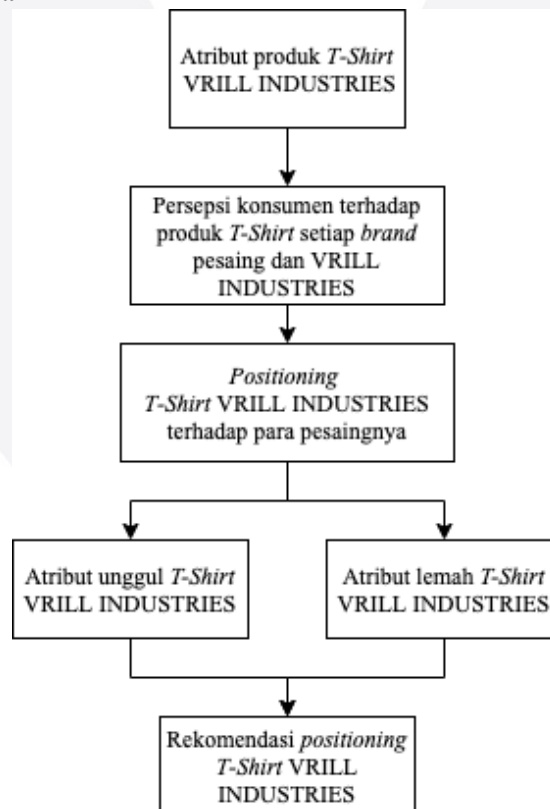 Atribut produk T-Shirt
VRILL INDUSTRIES
Persepsi konsumen terhadap
produk T-Shirt setiap brand
pesaing dan VRILL
INDUSTRIES
Positioning
T-Shirt VRILL INDUSTRIES
terhadap para pesaingnya
Atribut unggul T-Shirt
VRILL INDUSTRIES
Atribut lemah T-Shirt
VRILL INDUSTRIES
Rekomendasi positioning
T-Shirt VRILL
INDUSTRIES